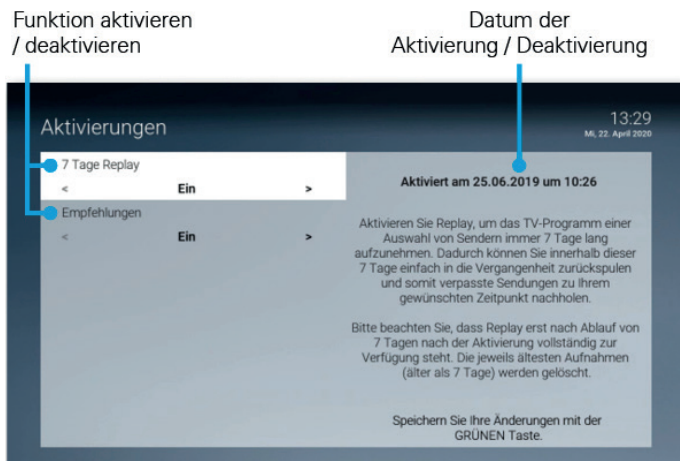 Funktion aktivieren
/ deaktivieren
Datum der
Aktivierung / Deaktivierung
Aktivierungen
13:29
Mi, 22. April 2020
7 Tage Replay
< Ein >
Empfehlungen
< Ein >
Aktiviert am 25.06.2019 um 10:26
Aktivieren Sie Replay, um das TV-Programm einer
Auswahl von Sendern immer 7 Tage lang
aufzunehmen. Dadurch können Sie innerhalb dieser
7 Tage einfach in die Vergangenheit zurückspulen
und somit verpasste Sendungen zu Ihrem
gewünschten Zeitpunkt nachholen.
Bitte beachten Sie, dass Replay erst nach Ablauf von
7 Tagen nach der Aktivierung vollständig zur
Verfügung steht. Die jeweils ältesten Aufnahmen
(älter als 7 Tage) werden gelöscht.
Speichern Sie Ihre Änderungen mit der
GRÜNEN Taste.